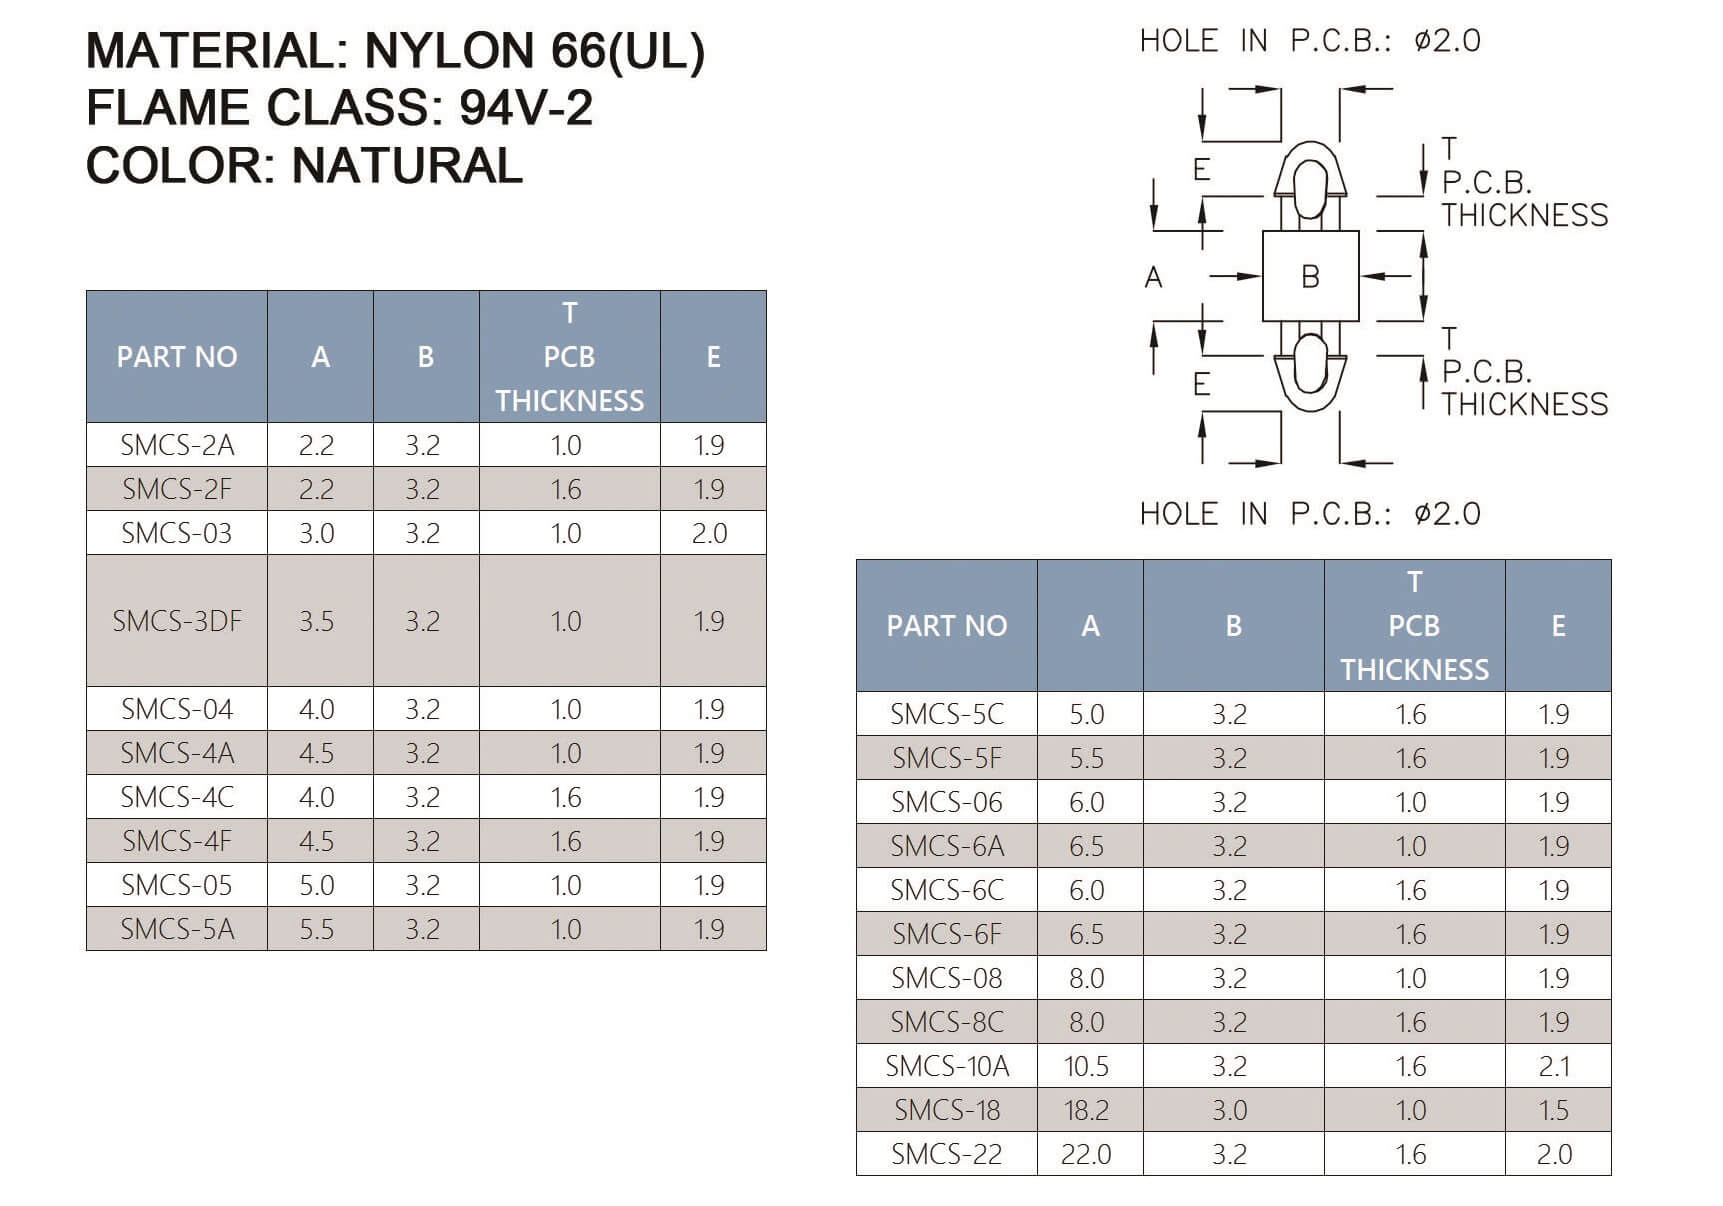 MATERIAL: NYLON 66(UL)
FLAME CLASS: 94V-2
COLOR: NATURAL
HOLE IN P.C.B.: ø2.0
E
T
P.C.B.
THICKNESS
A
B
T
P.C.B.
THICKNESS
E
HOLE IN P.C.B.: ø2.0
PART NO A B T PCB THICKNESS E
SMCS-2A 2.2 3.2 1.0 1.9
SMCS-2F 2.2 3.2 1.6 1.9
SMCS-03 3.0 3.2 1.0 2.0
SMCS-3DF 3.5 3.2 1.0 1.9
SMCS-04 4.0 3.2 1.0 1.9
SMCS-4A 4.5 3.2 1.0 1.9
SMCS-4C 4.0 3.2 1.6 1.9
SMCS-4F 4.5 3.2 1.6 1.9
SMCS-05 5.0 3.2 1.0 1.9
SMCS-5A 5.5 3.2 1.0 1.9
PART NO A B T PCB THICKNESS E
SMCS-5C 5.0 3.2 1.6 1.9
SMCS-5F 5.5 3.2 1.6 1.9
SMCS-06 6.0 3.2 1.0 1.9
SMCS-6A 6.5 3.2 1.0 1.9
SMCS-6C 6.0 3.2 1.6 1.9
SMCS-6F 6.5 3.2 1.6 1.9
SMCS-08 8.0 3.2 1.0 1.9
SMCS-8C 8.0 3.2 1.6 1.9
SMCS-10A 10.5 3.2 1.6 2.1
SMCS-18 18.2 3.0 1.0 1.5
SMCS-22 22.0 3.2 1.6 2.0